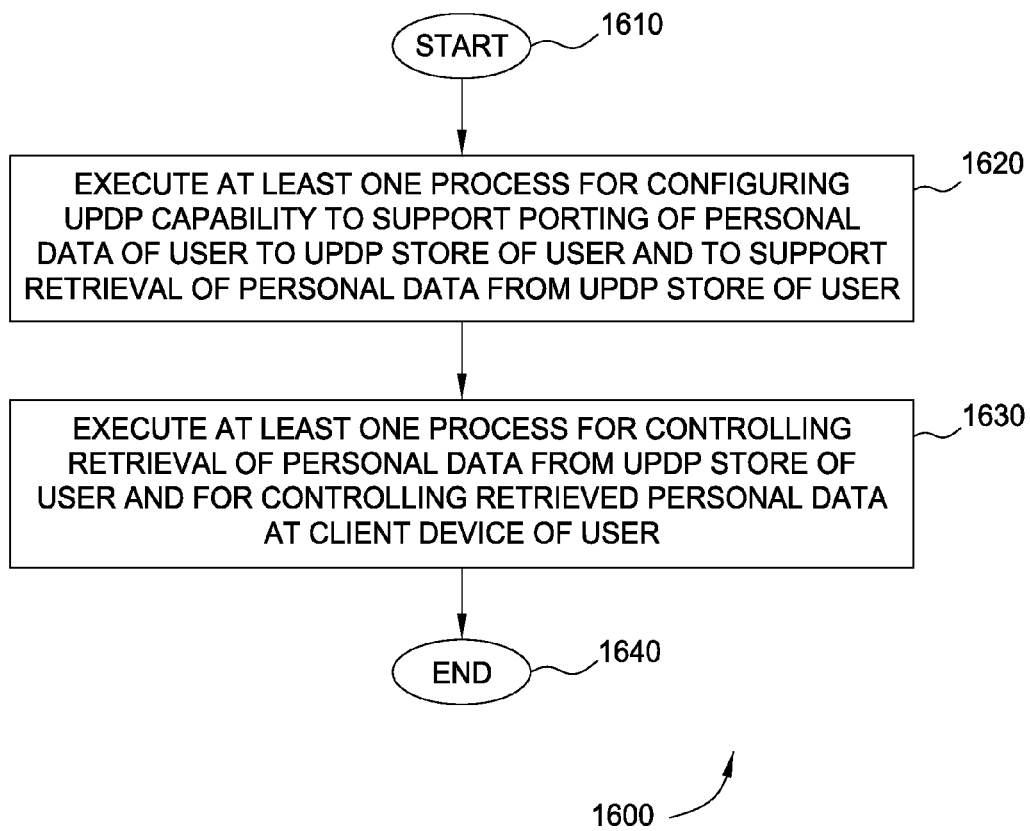 START
1610
EXECUTE AT LEAST ONE PROCESS FOR CONFIGURING
UPDP CAPABILITY TO SUPPORT PORTING OF PERSONAL
DATA OF USER TO UPDP STORE OF USER AND TO SUPPORT
RETRIEVAL OF PERSONAL DATA FROM UPDP STORE OF USER
1620
EXECUTE AT LEAST ONE PROCESS FOR CONTROLLING
RETRIEVAL OF PERSONAL DATA FROM UPDP STORE OF
USER AND FOR CONTROLLING RETRIEVED PERSONAL DATA
AT CLIENT DEVICE OF USER
1630
END
1640
1600